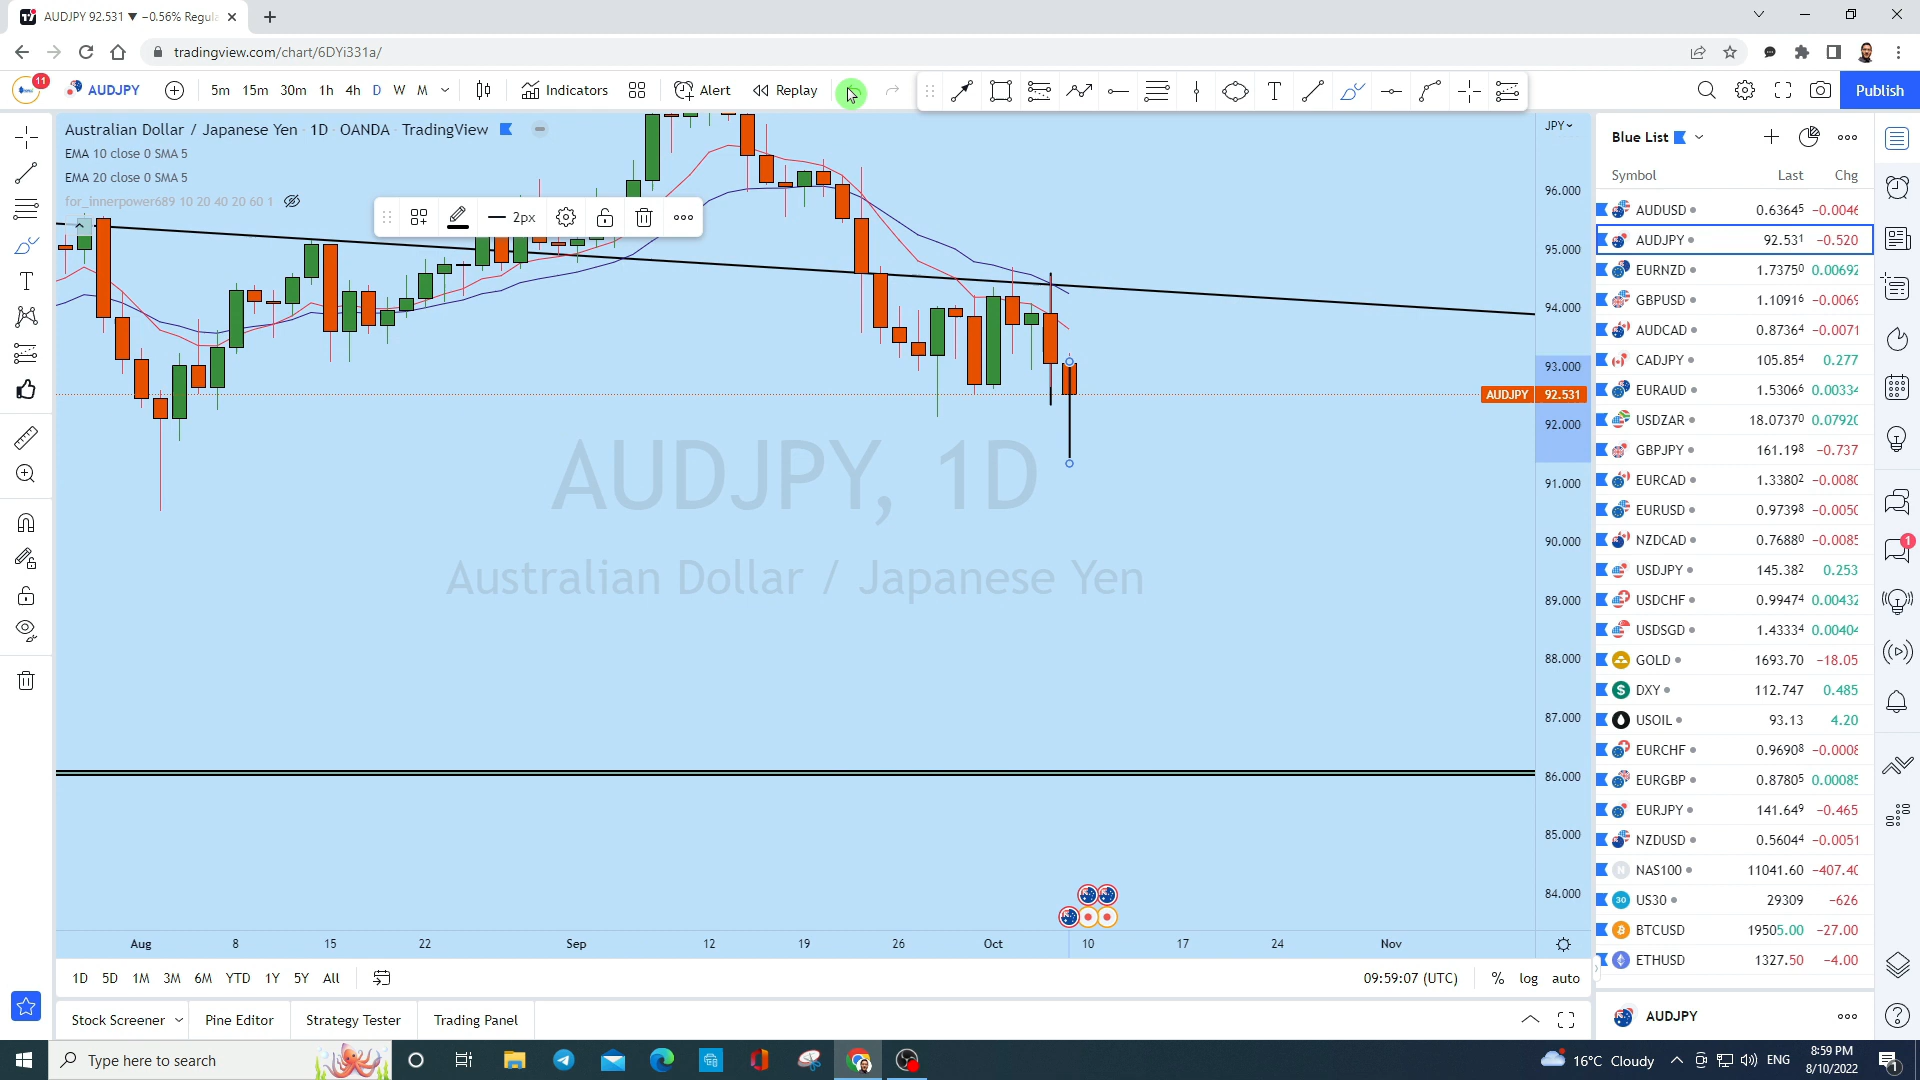 AUDJPY 92.531 ▼ −0.56% Regula
tradingview.com/chart/6DYi331a/
11
AUDJPY 5m 15m 30m 1h 4h D W M Indicators Alert Replay T Publish
Australian Dollar / Japanese Yen · 1D · OANDA · TradingView
EMA 10 close 0 SMA 5
EMA 20 close 0 SMA 5
for_innerpower689 10 20 40 20 60 1
2px
AUDJPY, 1D
Australian Dollar / Japanese Yen
JPY
96.000
95.000
94.000
93.000
AUDJPY 92.531
92.000
91.000
90.000
89.000
88.000
87.000
86.000
85.000
84.000
Aug 8 15 22 Sep 12 19 26 Oct 10 17 24 Nov
1D 5D 1M 3M 6M YTD 1Y 5Y All 09:59:07 (UTC) % log auto
Stock Screener Pine Editor Strategy Tester Trading Panel
Blue List
Symbol Last Chg
AUDUSD 0.63645 −0.0046
AUDJPY 92.531 −0.520
EURNZD 1.73750 0.00692
GBPUSD 1.10916 −0.0069
AUDCAD 0.87364 −0.0071
CADJPY 105.854 0.277
EURAUD 1.53066 0.00334
USDZAR 18.07370 0.07920
GBPJPY 161.198 −0.737
EURCAD 1.33802 −0.0080
EURUSD 0.97398 −0.0050
NZDCAD 0.76880 −0.0085
USDJPY 145.382 0.253
USDCHF 0.99474 0.00432
USDSGD 1.43334 0.00404
GOLD 1693.70 −18.05
DXY 112.747 0.485
USOIL 93.13 4.20
EURCHF 0.96908 −0.0008
EURGBP 0.87805 0.00085
EURJPY 141.649 −0.465
NZDUSD 0.56044 −0.0051
NAS100 11041.60 −407.40
US30 29309 −626
BTCUSD 19505.00 −27.00
ETHUSD 1327.50 −4.00
AUDJPY
1
Type here to search
16°C Cloudy ENG
8:59 PM
8/10/2022
1